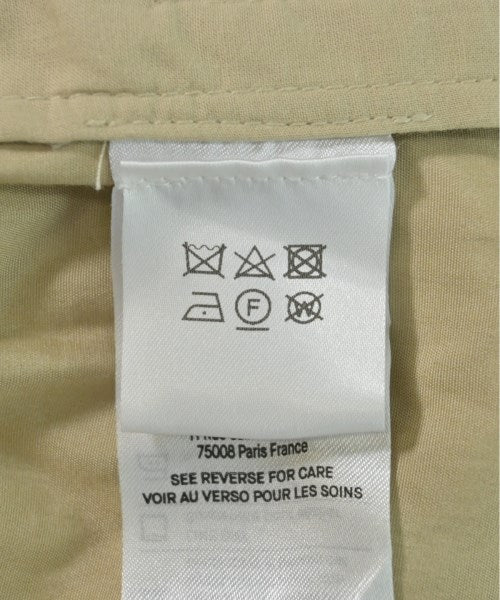 F
W
75008 Paris France
SEE REVERSE FOR CARE
VOIR AU VERSO POUR LES SOINS